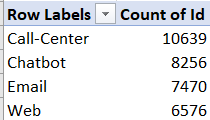 Row Labels Count of Id
Call-Center 10639
Chatbot 8256
Email 7470
Web 6576